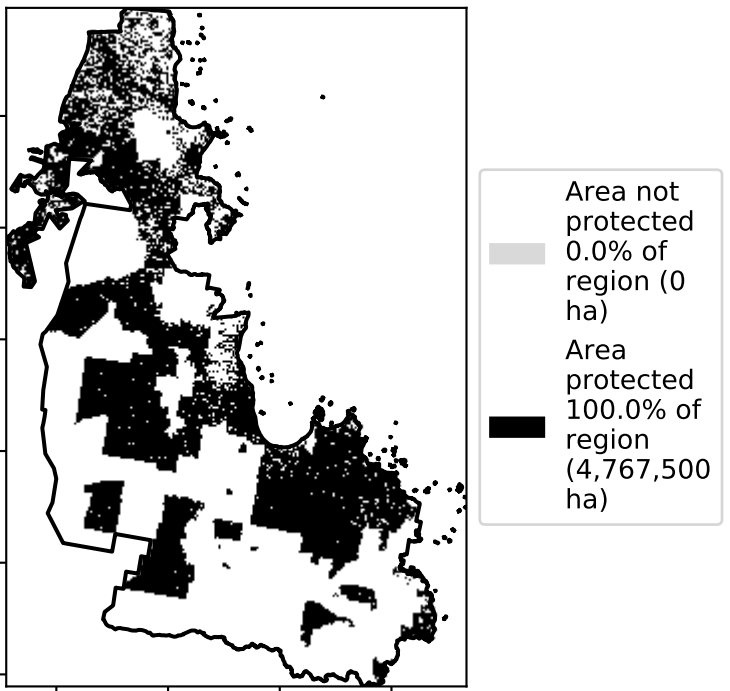 Area not
protected
0.0% of
region (0
ha)
Area
protected
100.0% of
region
(4,767,500
ha)